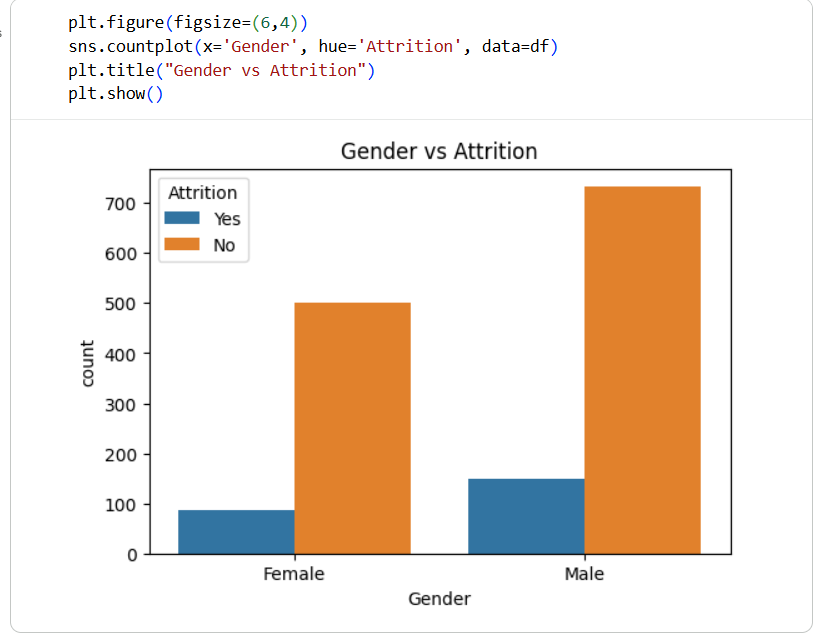 plt.figure(figsize=(6,4))
sns.countplot(x='Gender', hue='Attrition', data=df)
plt.title("Gender vs Attrition")
plt.show()
Gender vs Attrition
Attrition
Yes
No
700
600
500
400
300
200
100
0
count
Female Male
Gender